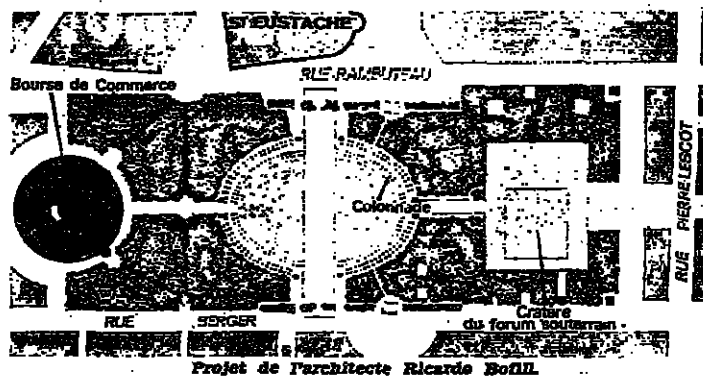 ST EUSTACHE
RUE RAMBUTEAU
Bourse de Commerce
Colonnade
RUE PIERRE-LESCOT
RUE BERGER
Cratère
du forum souterrain
Projet de l'architecte Ricardo Bofill.